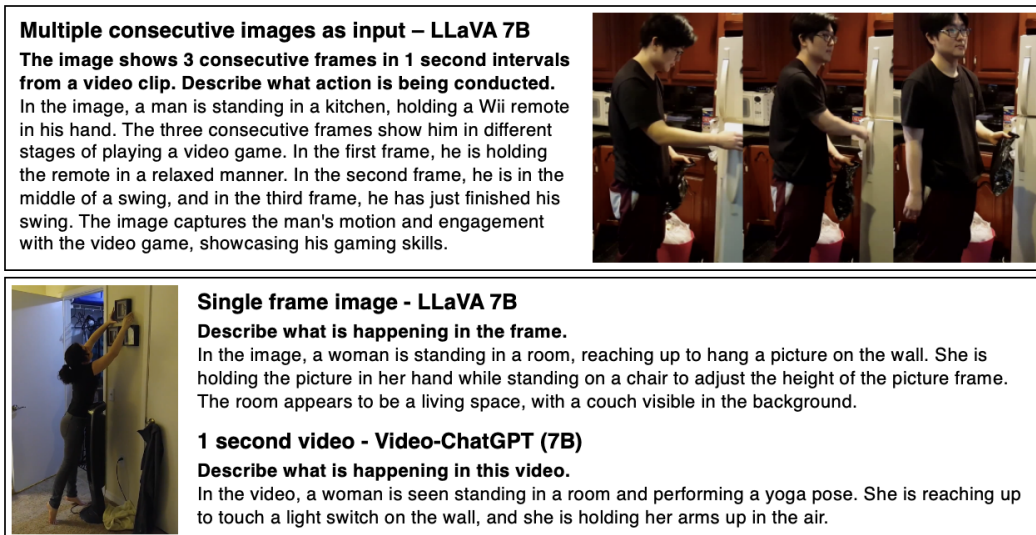 Multiple consecutive images as input – LLaVA 7B
The image shows 3 consecutive frames in 1 second intervals
from a video clip. Describe what action is being conducted.
In the image, a man is standing in a kitchen, holding a Wii remote
in his hand. The three consecutive frames show him in different
stages of playing a video game. In the first frame, he is holding
the remote in a relaxed manner. In the second frame, he is in the
middle of a swing, and in the third frame, he has just finished his
swing. The image captures the man's motion and engagement
with the video game, showcasing his gaming skills.
Single frame image - LLaVA 7B
Describe what is happening in the frame.
In the image, a woman is standing in a room, reaching up to hang a picture on the wall. She is
holding the picture in her hand while standing on a chair to adjust the height of the picture frame.
The room appears to be a living space, with a couch visible in the background.
1 second video - Video-ChatGPT (7B)
Describe what is happening in this video.
In the video, a woman is seen standing in a room and performing a yoga pose. She is reaching up
to touch a light switch on the wall, and she is holding her arms up in the air.